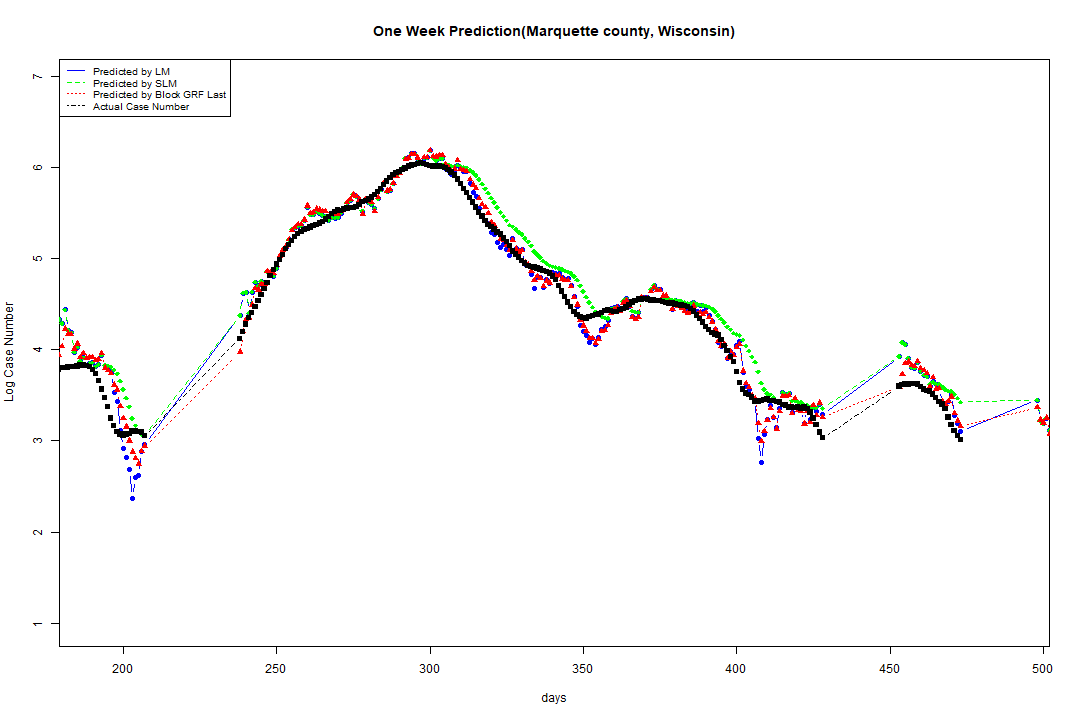 One Week Prediction(Marquette county, Wisconsin)
Predicted by LM
Predicted by SLM
Predicted by Block GRF Last
Actual Case Number
7
6
5
4
3
2
1
Log Case Number
200
250
300
350
400
450
500
days